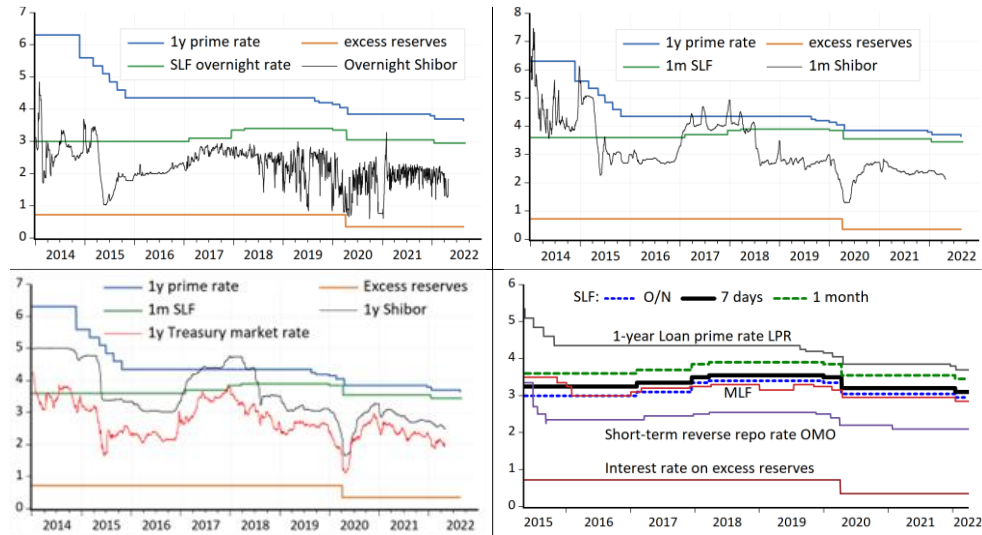 7
6
5
4
3
2
1
0
1y prime rate
excess reserves
SLF overnight rate
Overnight Shibor
2014 2015 2016 2017 2018 2019 2020 2021 2022
8
7
6
5
4
3
2
1
0
1y prime rate
excess reserves
1m SLF
1m Shibor
2014 2015 2016 2017 2018 2019 2020 2021 2022
7
6
5
4
3
2
1
0
1y prime rate
Excess reserves
1m SLF
1y Shibor
1y Treasury market rate
2014 2015 2016 2017 2018 2019 2020 2021 2022
6
5
4
3
2
1
0
SLF: O/N 7 days 1 month
1-year Loan prime rate LPR
MLF
Short-term reverse repo rate OMO
Interest rate on excess reserves
2015 2016 2017 2018 2019 2020 2021 2022